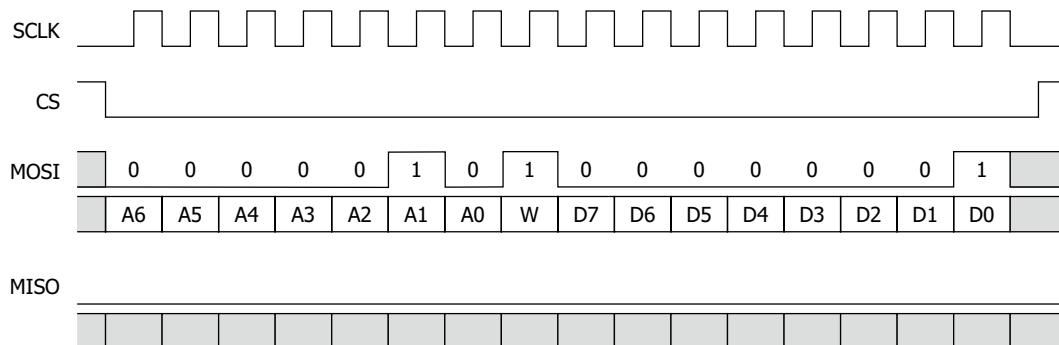 SCLK
CS
MOSI 0 0 0 0 0 1 0 1 0 0 0 0 0 0 0 1
A6 A5 A4 A3 A2 A1 A0 W D7 D6 D5 D4 D3 D2 D1 D0
MISO